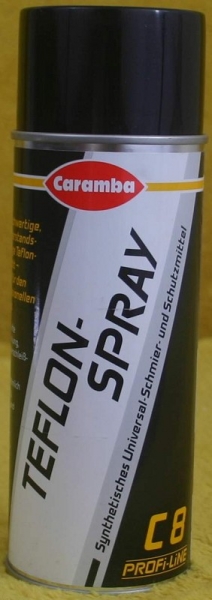 Caramba
TEFLON-
SPRAY
Synthetisches Universal-Schmier- und Schutzmittel
C8
PROFi-LiNE